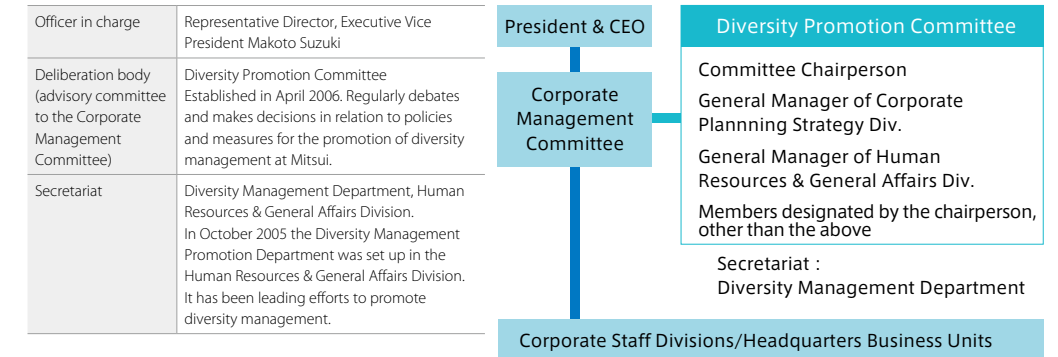 Officer in charge
Representative Director, Executive Vice
President Makoto Suzuki
Deliberation body
(advisory committee
to the Corporate
Management
Committee)
Diversity Promotion Committee
Established in April 2006. Regularly debates
and makes decisions in relation to policies
and measures for the promotion of diversity
management at Mitsui.
Secretariat
Diversity Management Department, Human
Resources & General Affairs Division.
In October 2005 the Diversity Management
Promotion Department was set up in the
Human Resources & General Affairs Division.
It has been leading efforts to promote
diversity management.
President & CEO
Corporate
Management
Committee
Diversity Promotion Committee
Committee Chairperson
General Manager of Corporate
Plannning Strategy Div.
General Manager of Human
Resources & General Affairs Div.
Members designated by the chairperson,
other than the above
Secretariat :
Diversity Management Department
Corporate Staff Divisions/Headquarters Business Units